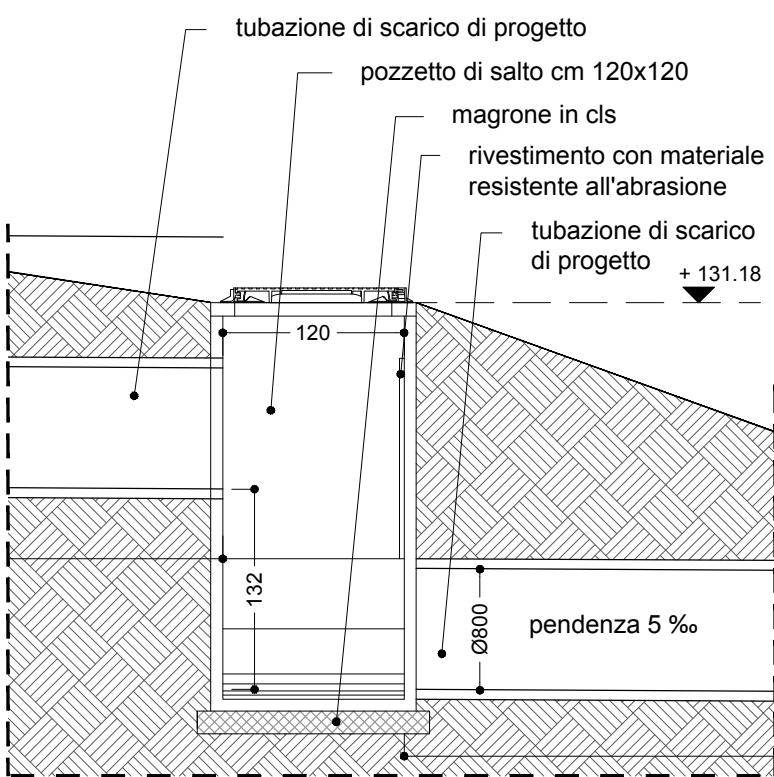 tubazione di scarico di progetto
pozzetto di salto cm 120x120
magrone in cls
rivestimento con materiale
resistente all'abrasione
tubazione di scarico
di progetto
+ 131.18
120
132
Ø800
pendenza 5 ‰